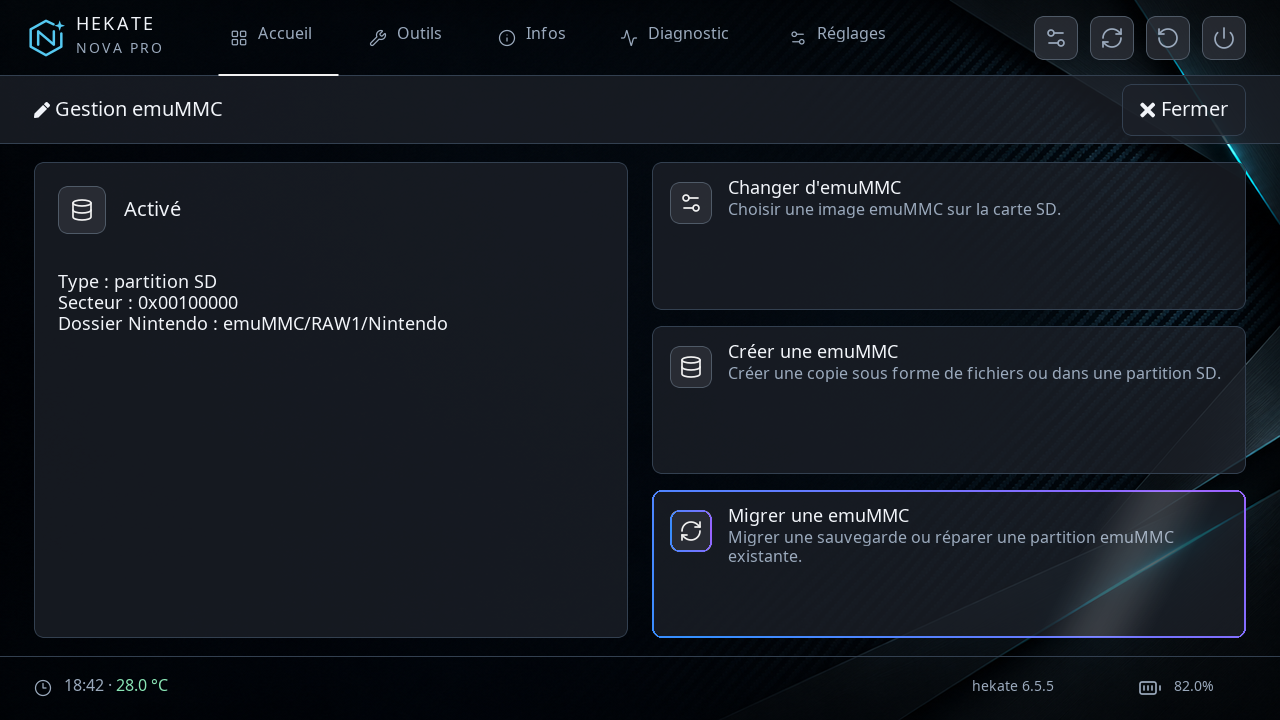 HEKATE
NOVA PRO
Accueil
Outils
Infos
Diagnostic
Réglages
Gestion emuMMC
Fermer
Activé
Type : partition SD
Secteur : 0x00100000
Dossier Nintendo : emuMMC/RAW1/Nintendo
Changer d'emuMMC
Choisir une image emuMMC sur la carte SD.
Créer une emuMMC
Créer une copie sous forme de fichiers ou dans une partition SD.
Migrer une emuMMC
Migrer une sauvegarde ou réparer une partition emuMMC
existante.
18:42 · 28.0 °C
hekate 6.5.5
82.0%